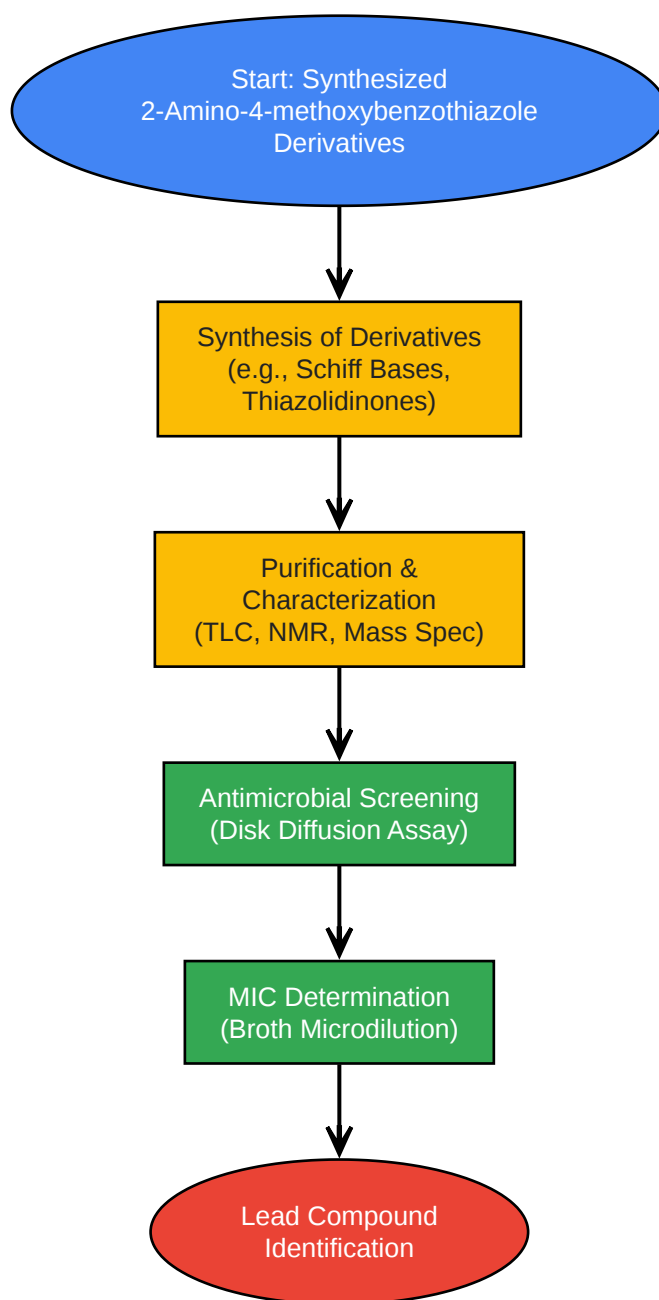 Start: Synthesized
2-Amino-4-methoxybenzothiazole
Derivatives
Synthesis of Derivatives
(e.g., Schiff Bases,
Thiazolidinones)
Purification &
Characterization
(TLC, NMR, Mass Spec)
Antimicrobial Screening
(Disk Diffusion Assay)
MIC Determination
(Broth Microdilution)
Lead Compound
Identification